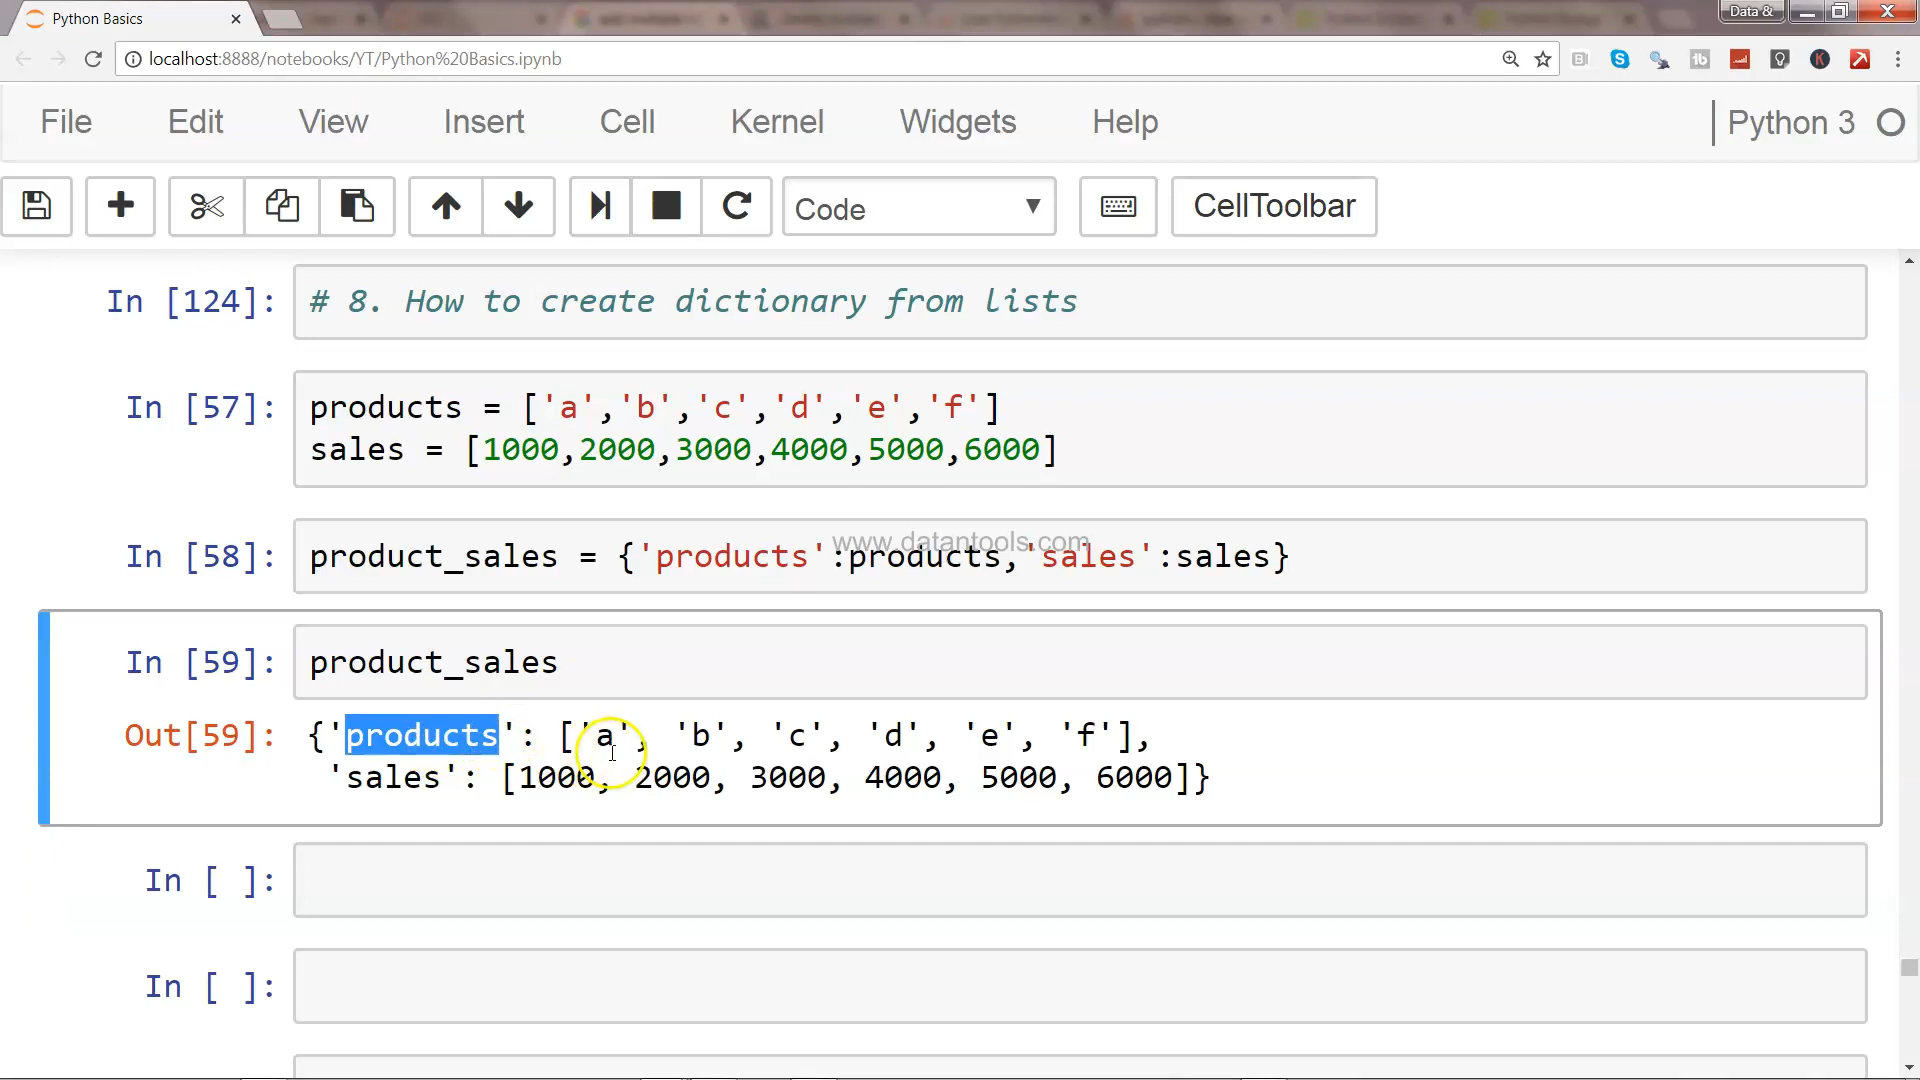 Python Basics
Data &
localhost:8888/notebooks/YT/Python%20Basics.ipynb
File Edit View Insert Cell Kernel Widgets Help Python 3
Code CellToolbar
In [124]: # 8. How to create dictionary from lists
In [57]: products = ['a','b','c','d','e','f']
sales = [1000,2000,3000,4000,5000,6000]
www.datantools.com
In [58]: product_sales = {'products':products,'sales':sales}
In [59]: product_sales
Out[59]: {'products': ['a', 'b', 'c', 'd', 'e', 'f'],
'sales': [1000, 2000, 3000, 4000, 5000, 6000]}
In [ ]:
In [ ]: